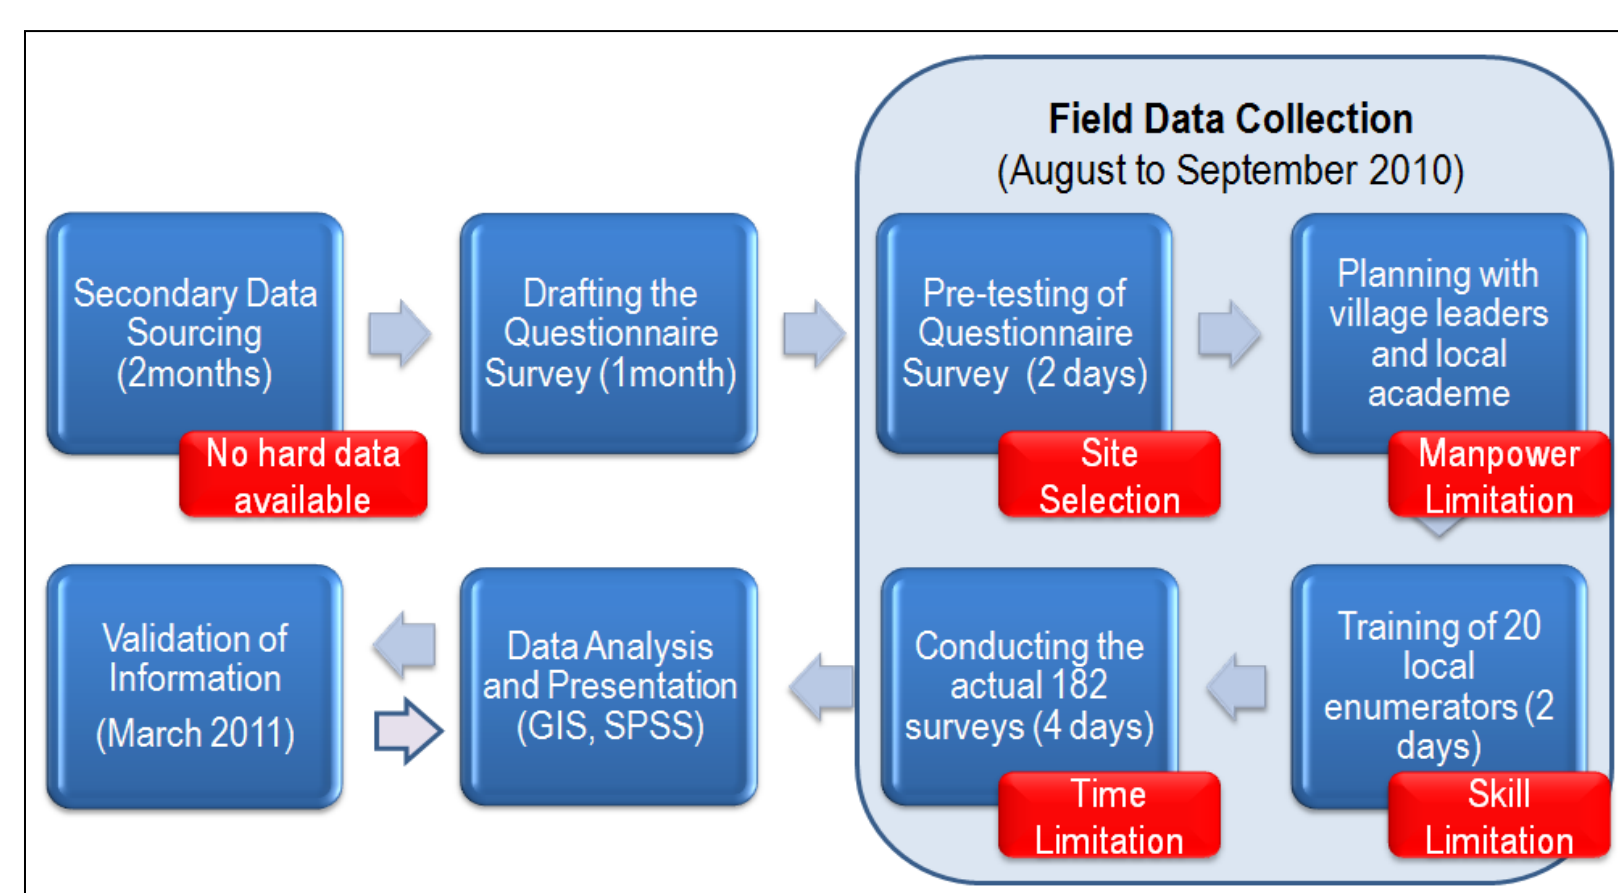 Field Data Collection
(August to September 2010)
Secondary Data
Sourcing
(2months)
No hard data
available
Drafting the
Questionnaire
Survey (1month)
Pre-testing of
Questionnaire
Survey (2 days)
Site
Selection
Planning with
village leaders
and local
academe
Manpower
Limitation
Training of 20
local
enumerators (2
days)
Skill
Limitation
Conducting the
actual 182
surveys (4 days)
Time
Limitation
Data Analysis
and Presentation
(GIS, SPSS)
Validation of
Information
(March 2011)